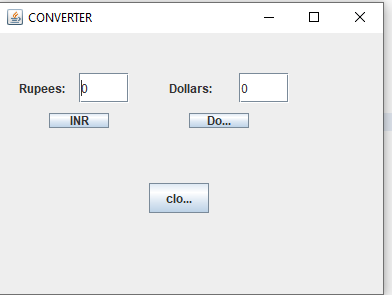 CONVERTER
Rupees: 0 Dollars: 0
INR Do...
clo...